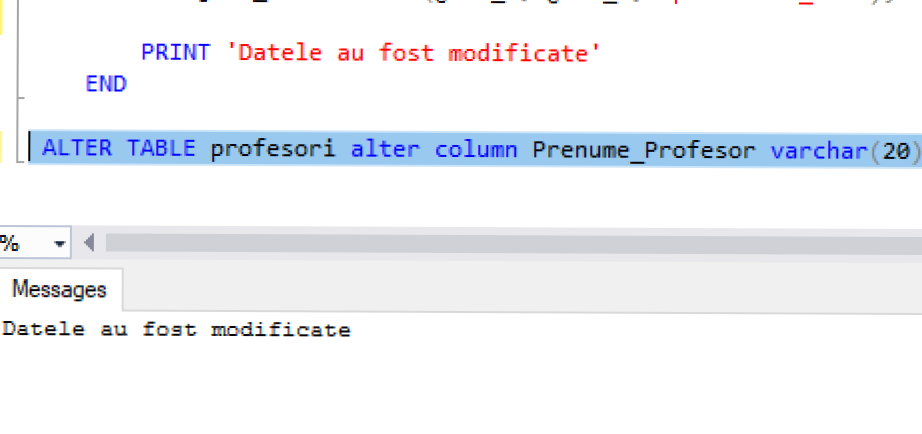 PRINT 'Datele au fost modificate'
END
ALTER TABLE profesori alter column Prenume_Profesor varchar(20)
%
Messages
Datele au fost modificate